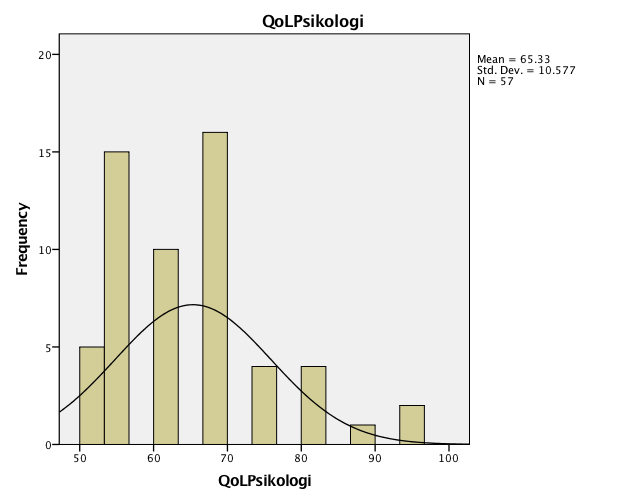 QoLPsikologi
Mean = 65.33
Std. Dev. = 10.577
N = 57
Frequency
20
15
10
5
0
50 60 70 80 90 100
QoLPsikologi